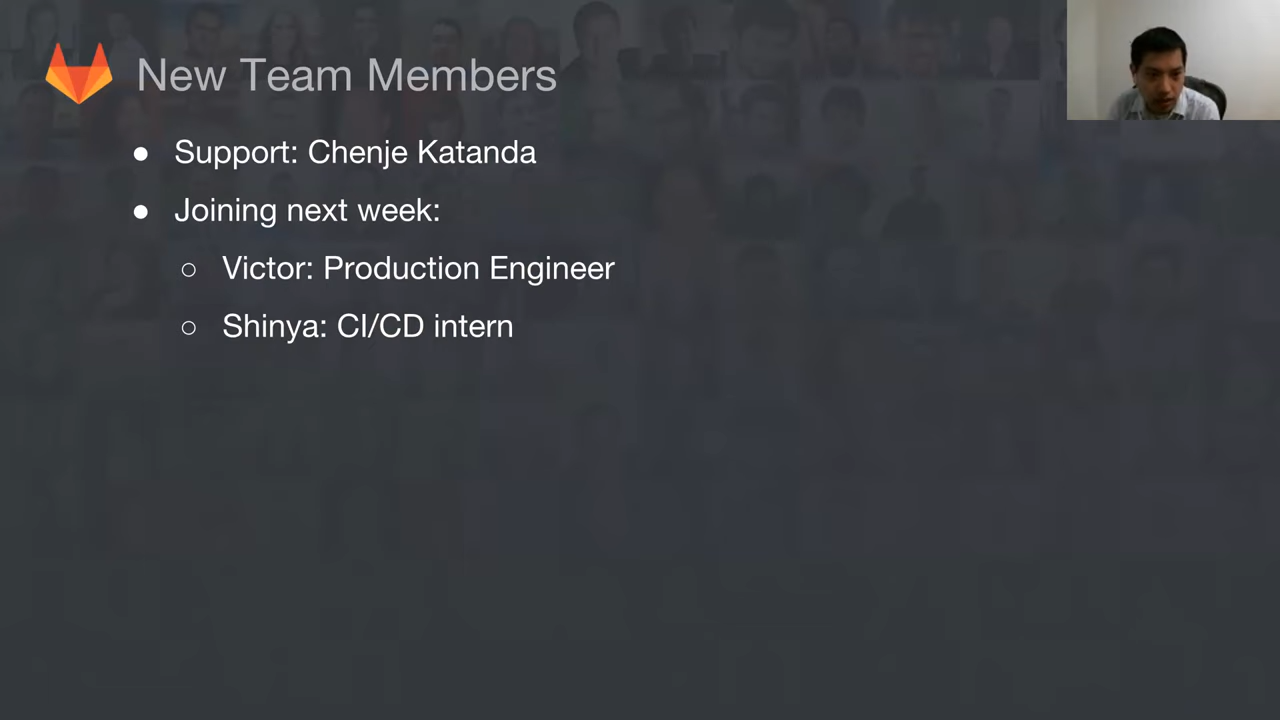 New Team Members
● Support: Chenje Katanda
● Joining next week:
○ Victor: Production Engineer
○ Shinya: CI/CD intern